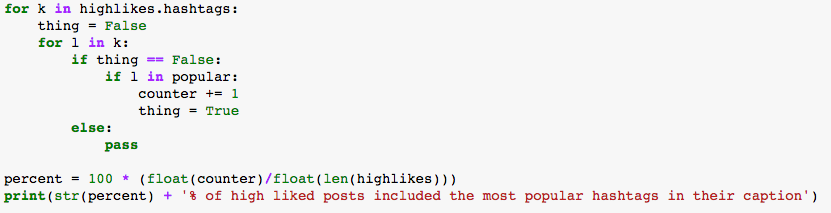 for k in highlikes.hashtags:
    thing = False
    for l in k:
        if thing == False:
            if l in popular:
                counter += 1
                thing = True
        else:
            pass

percent = 100 * (float(counter)/float(len(highlikes)))
print(str(percent) + '% of high liked posts included the most popular hashtags in their caption')